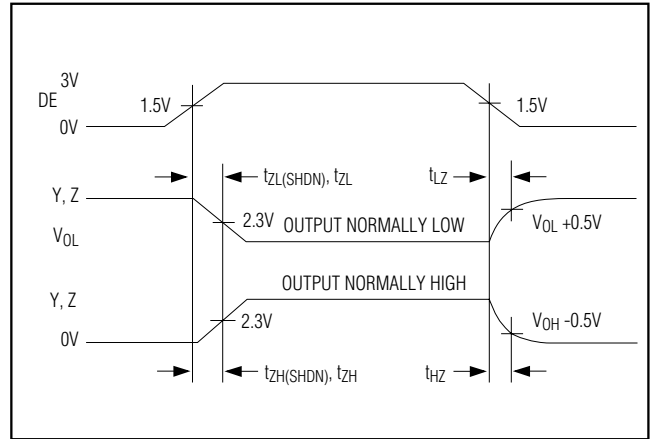 3V
DE
1.5V
1.5V
0V
tZL(SHDN), tZL
tLZ
Y, Z
2.3V
OUTPUT NORMALLY LOW
VOL +0.5V
VOL
OUTPUT NORMALLY HIGH
Y, Z
2.3V
VOH -0.5V
0V
tZH(SHDN), tZH
tHZ